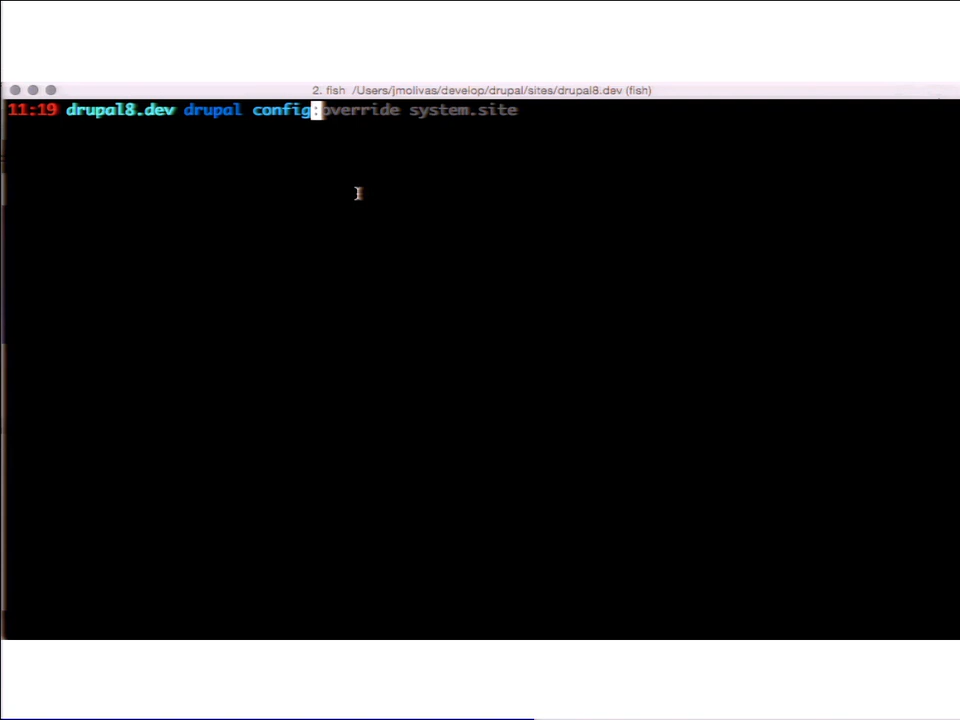 2. fish /Users/jmolivas/develop/drupal/sites/drupal8.dev (fish)
11:19 drupal8.dev drupal config:override system.site